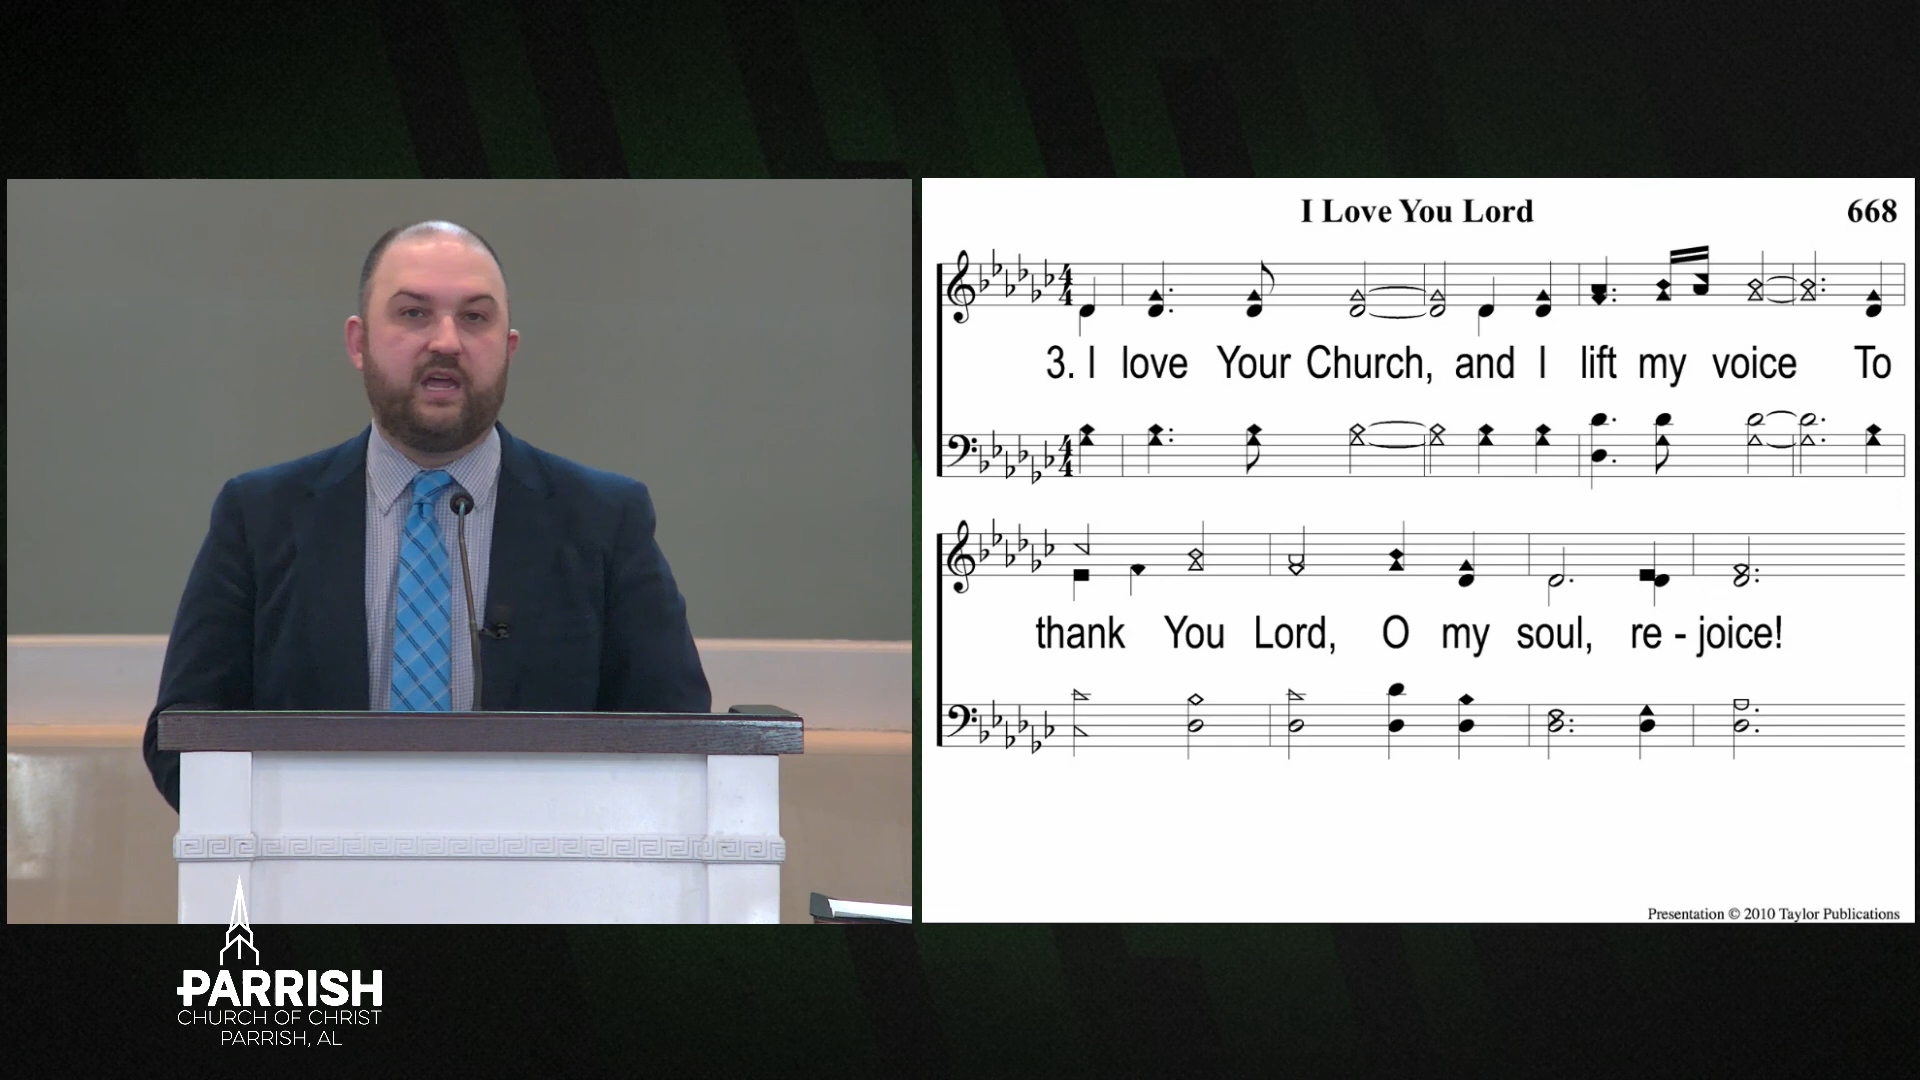 I Love You Lord 668
3. I love Your Church, and I lift my voice To
thank You Lord, O my soul, re - joice!
Presentation © 2010 Taylor Publications
PARRISH
CHURCH OF CHRIST
PARRISH, AL